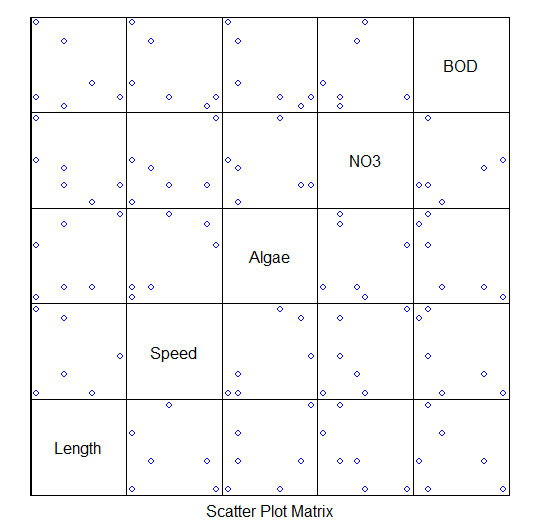 BOD
NO3
Algae
Speed
Length
Scatter Plot Matrix